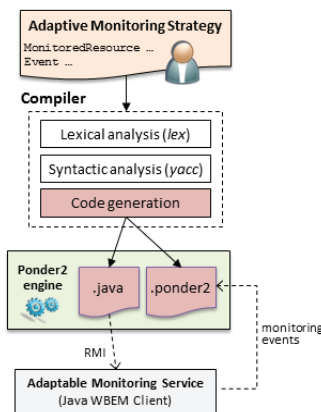 Adaptive Monitoring Strategy
MonitoredResource …
Event …
Compiler
Lexical analysis (lex)
Syntactic analysis (yacc)
Code generation
Ponder2
engine
.java
.ponder2
monitoring
events
RMI
Adaptable Monitoring Service
(Java WBEM Client)